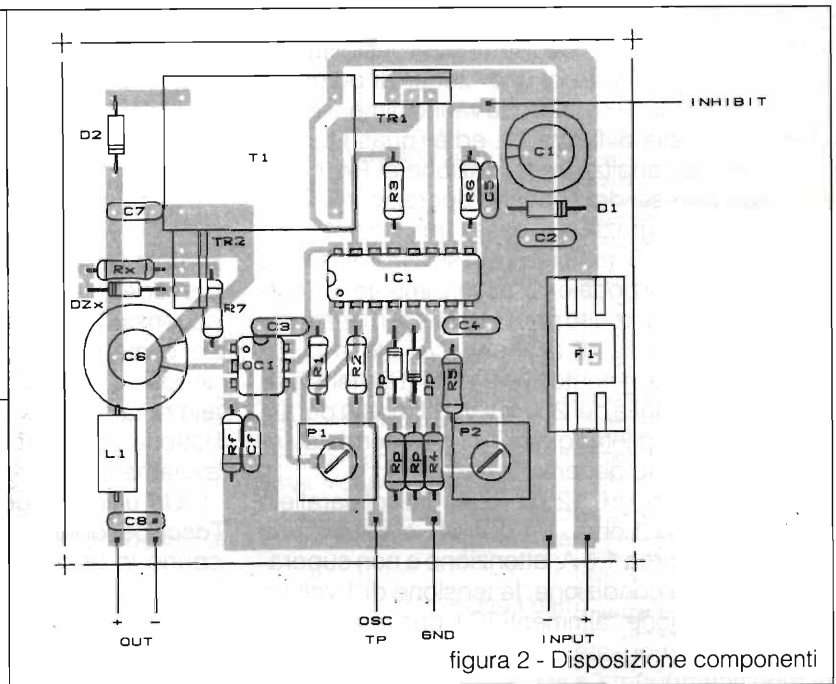 INHIBIT
TR1
D2
T1
C1
R3
R6
C5
C7
D1
TR2
C2
Rx
IC1
DZx
R7
C3
C4
F1
C6
OC1
R1
R2
DP
DP
R5
P1
P2
Rf
Cf
L1
RP
RP
R4
C8
+ -
OUT
OSC
TP
GND
- +
INPUT
figura 2 - Disposizione componenti